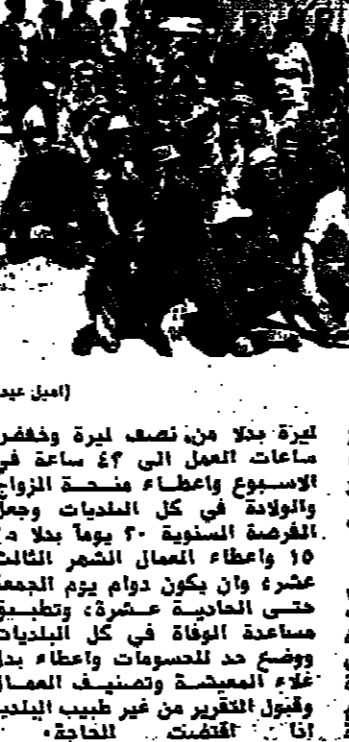 (اميل عيد
ليرة بدلا من نصف ليرة وخفض
ساعات العمل الى ٤٢ ساعة في
الاسبوع واعطاء منحة الزواج
والولادة في كل البلديات وجعل
الفرصة السنوية ٢٠ يوماً بدلا من
١٥ واعطاء العمال الشهر الثالث
عشر، وان يكون دوام يوم الجمعة
حتى الحادية عشرة، وتطبيق
مساعدة الوفاة في كل البلديات
ووضع حد للحسومات واعطاء بدل
غلاء المعيشة وتصنيف العمال
وقبول التقرير من غير طبيب البلدية
إذا اقتضت الحاجة.